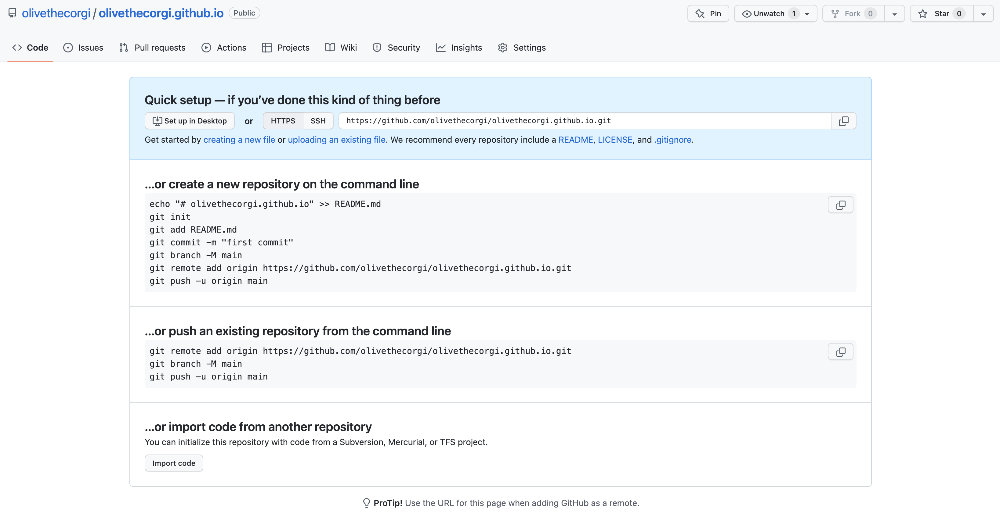 olivethecorgi / olivethecorgi.github.io Public
Pin Unwatch 1 Fork 0 Star 0
Code Issues Pull requests Actions Projects Wiki Security Insights Settings
Quick setup — if you’ve done this kind of thing before
Set up in Desktop or HTTPS SSH https://github.com/olivethecorgi/olivethecorgi.github.io.git
Get started by creating a new file or uploading an existing file. We recommend every repository include a README, LICENSE, and .gitignore.
…or create a new repository on the command line
echo "# olivethecorgi.github.io" >> README.md
git init
git add README.md
git commit -m "first commit"
git branch -M main
git remote add origin https://github.com/olivethecorgi/olivethecorgi.github.io.git
git push -u origin main
…or push an existing repository from the command line
git remote add origin https://github.com/olivethecorgi/olivethecorgi.github.io.git
git branch -M main
git push -u origin main
…or import code from another repository
You can initialize this repository with code from a Subversion, Mercurial, or TFS project.
Import code
ProTip! Use the URL for this page when adding GitHub as a remote.